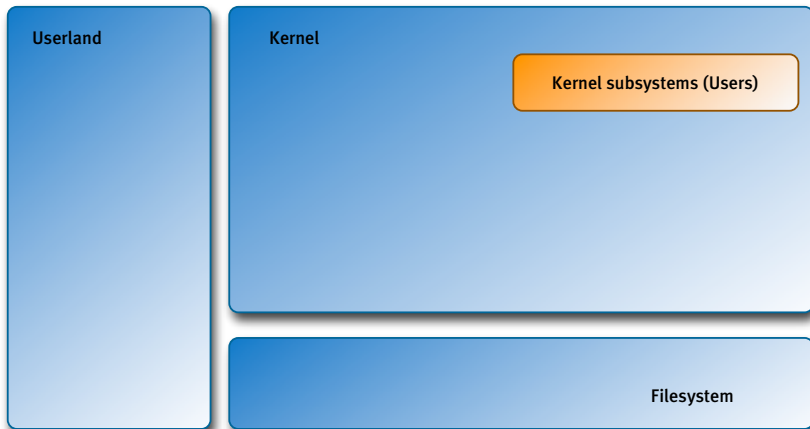 Userland
Kernel
Kernel subsystems (Users)
Filesystem